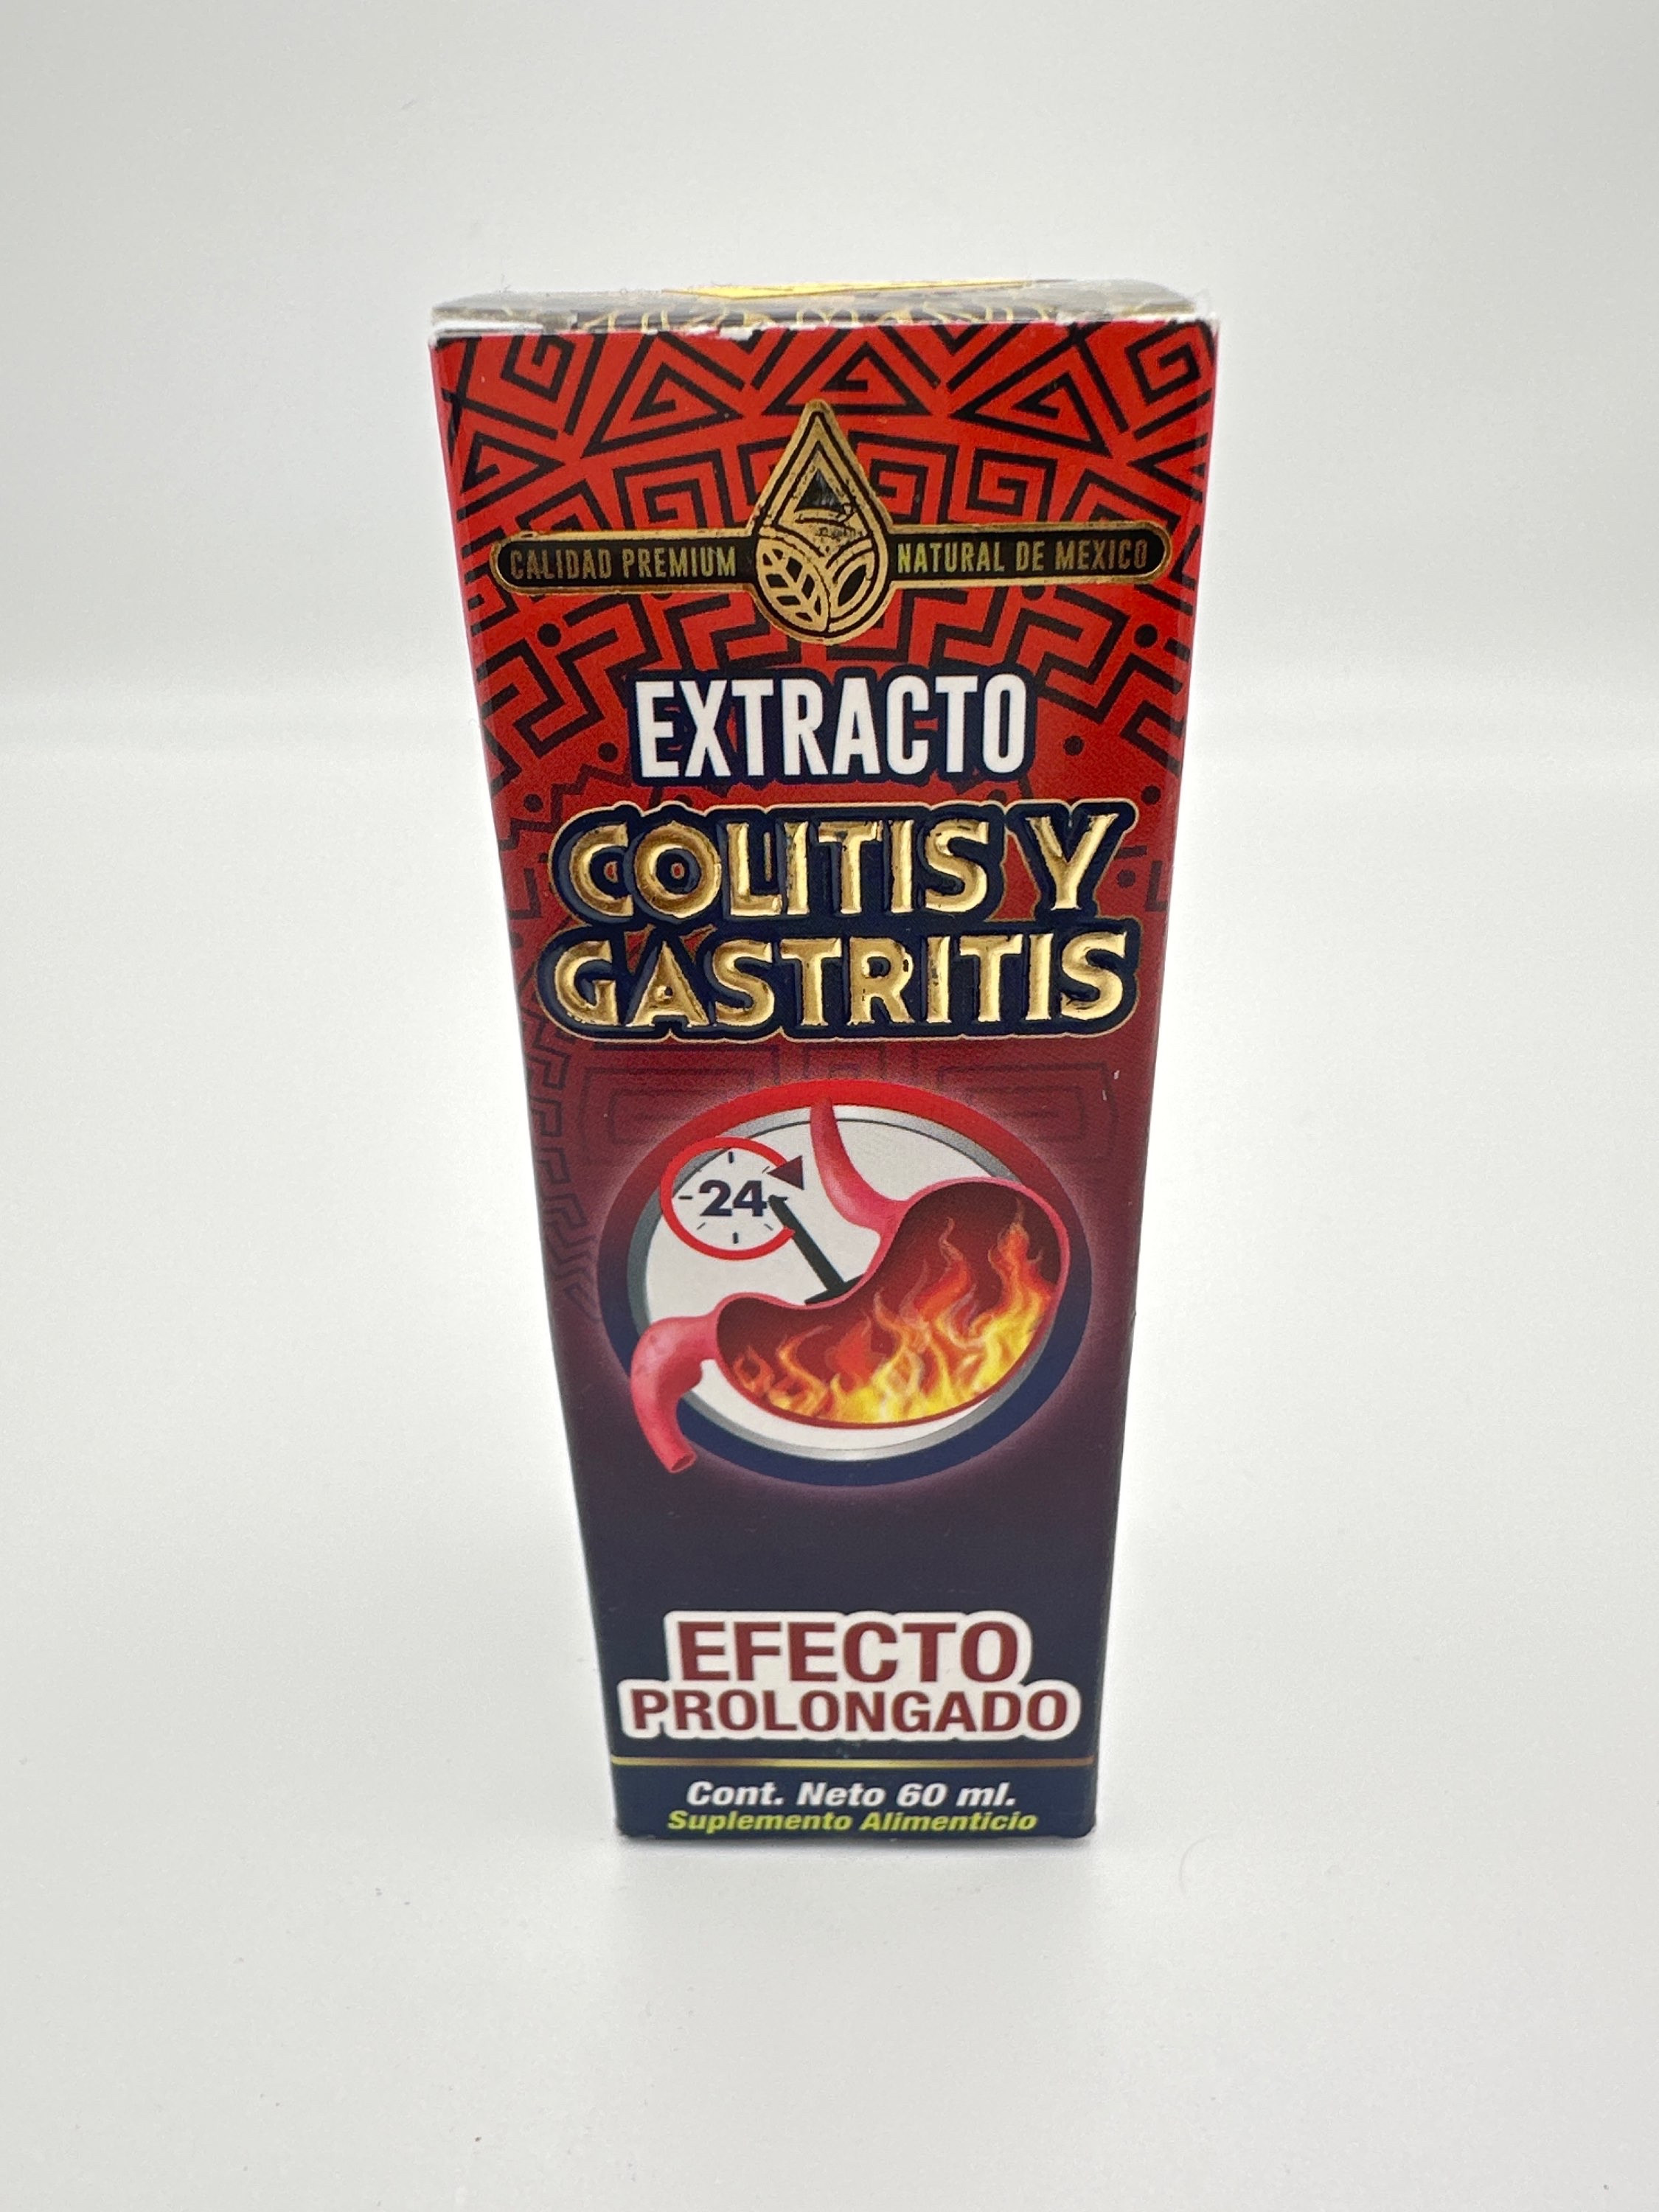 CALIDAD PREMIUM NATURAL DE MEXICO
EXTRACTO
COLITIS Y
GASTRITIS
24
EFECTO
PROLONGADO
Cont. Neto 60 ml.
Suplemento Alimenticio